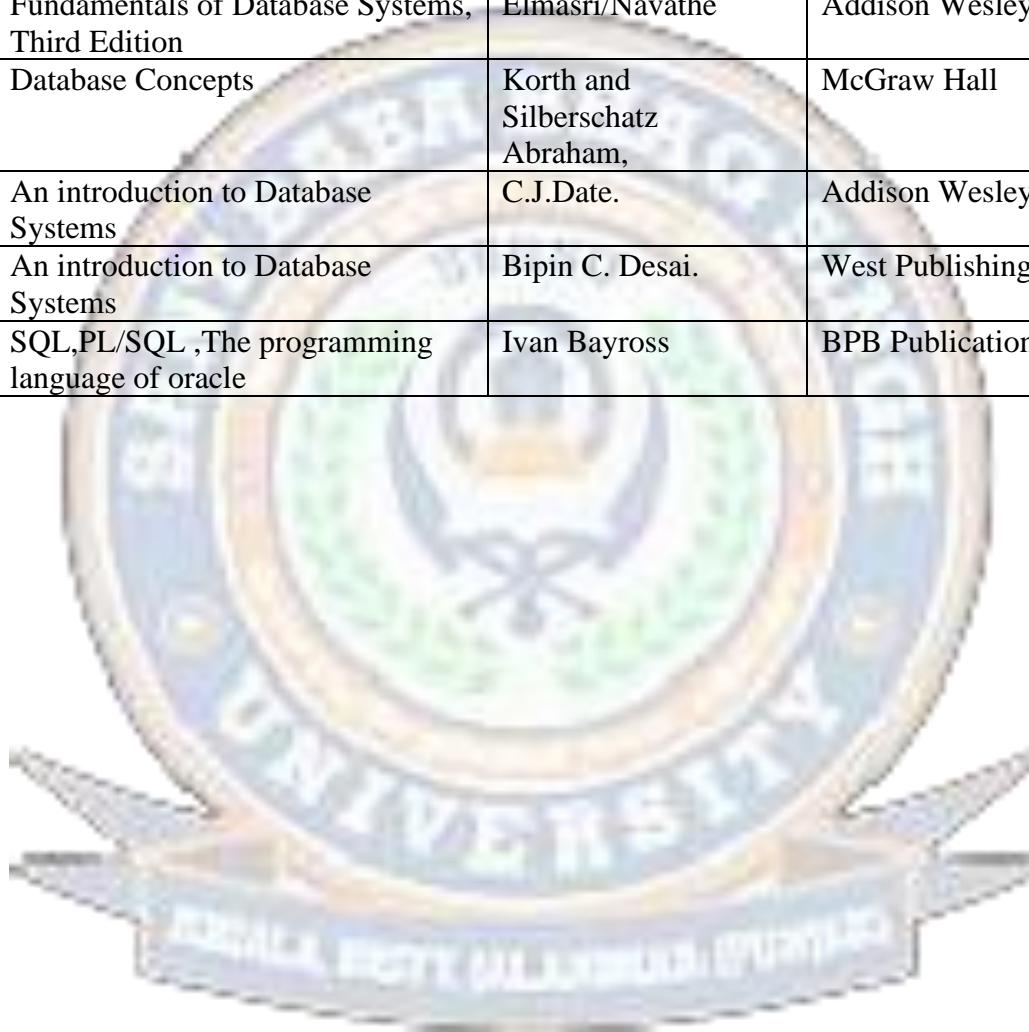 Fundamentals of Database Systems, Elmasri/Navathe Addison Wesley
Third Edition
Database Concepts Korth and McGraw Hall
Silberschatz
Abraham,
An introduction to Database C.J.Date. Addison Wesley
Systems
An introduction to Database Bipin C. Desai. West Publishing
Systems
SQL,PL/SQL ,The programming Ivan Bayross BPB Publication
language of oracle
UNIVERSITY